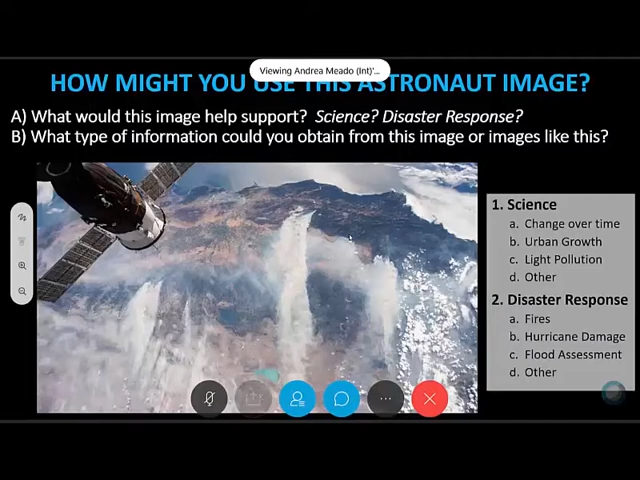 Viewing Andrea Meado (Int)'...
HOW MIGHT YOU USE THIS ASTRONAUT IMAGE?
A) What would this image help support? Science? Disaster Response?
B) What type of information could you obtain from this image or images like this?
1. Science
a. Change over time
b. Urban Growth
c. Light Pollution
d. Other
2. Disaster Response
a. Fires
b. Hurricane Damage
c. Flood Assessment
d. Other